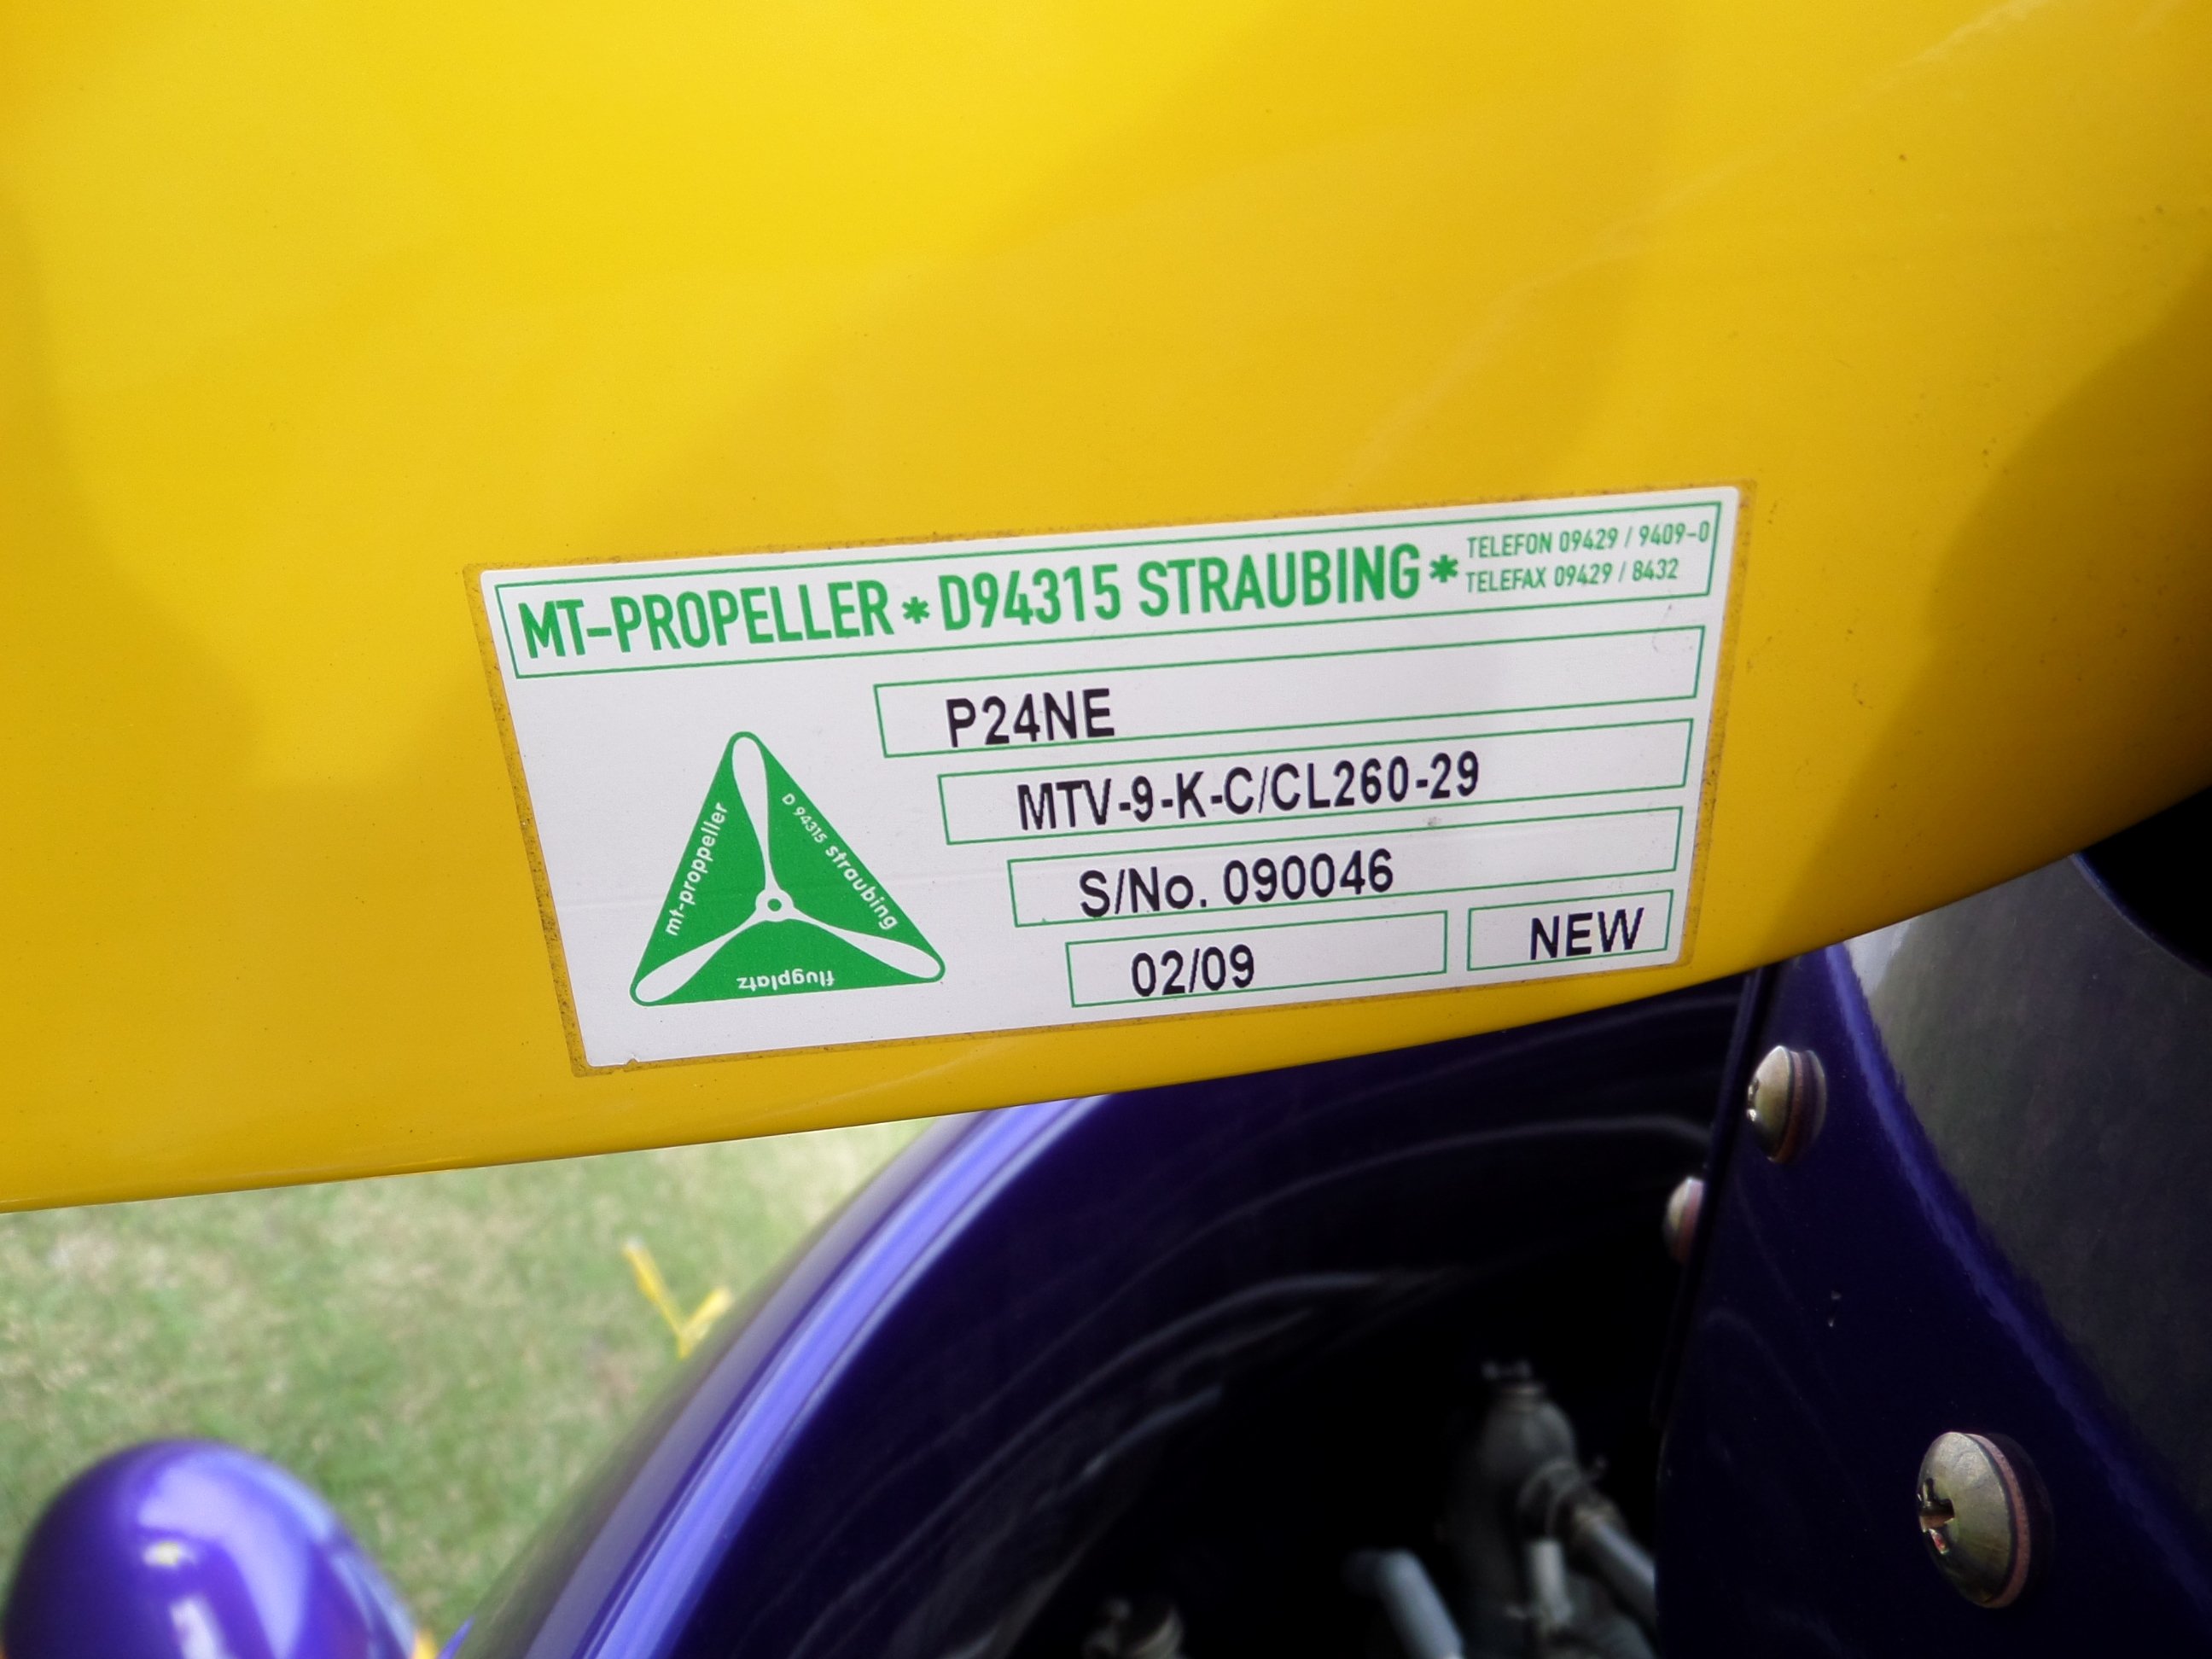 MT-PROPELLER * D94315 STRAUBING *
TELEFON 09429 / 9409-0
TELEFAX 09429 / 8432
P24NE
MTV-9-K-C/CL260-29
S/No. 090046
02/09
NEW
mt-propeller
D 94315 straubing
flugplatz